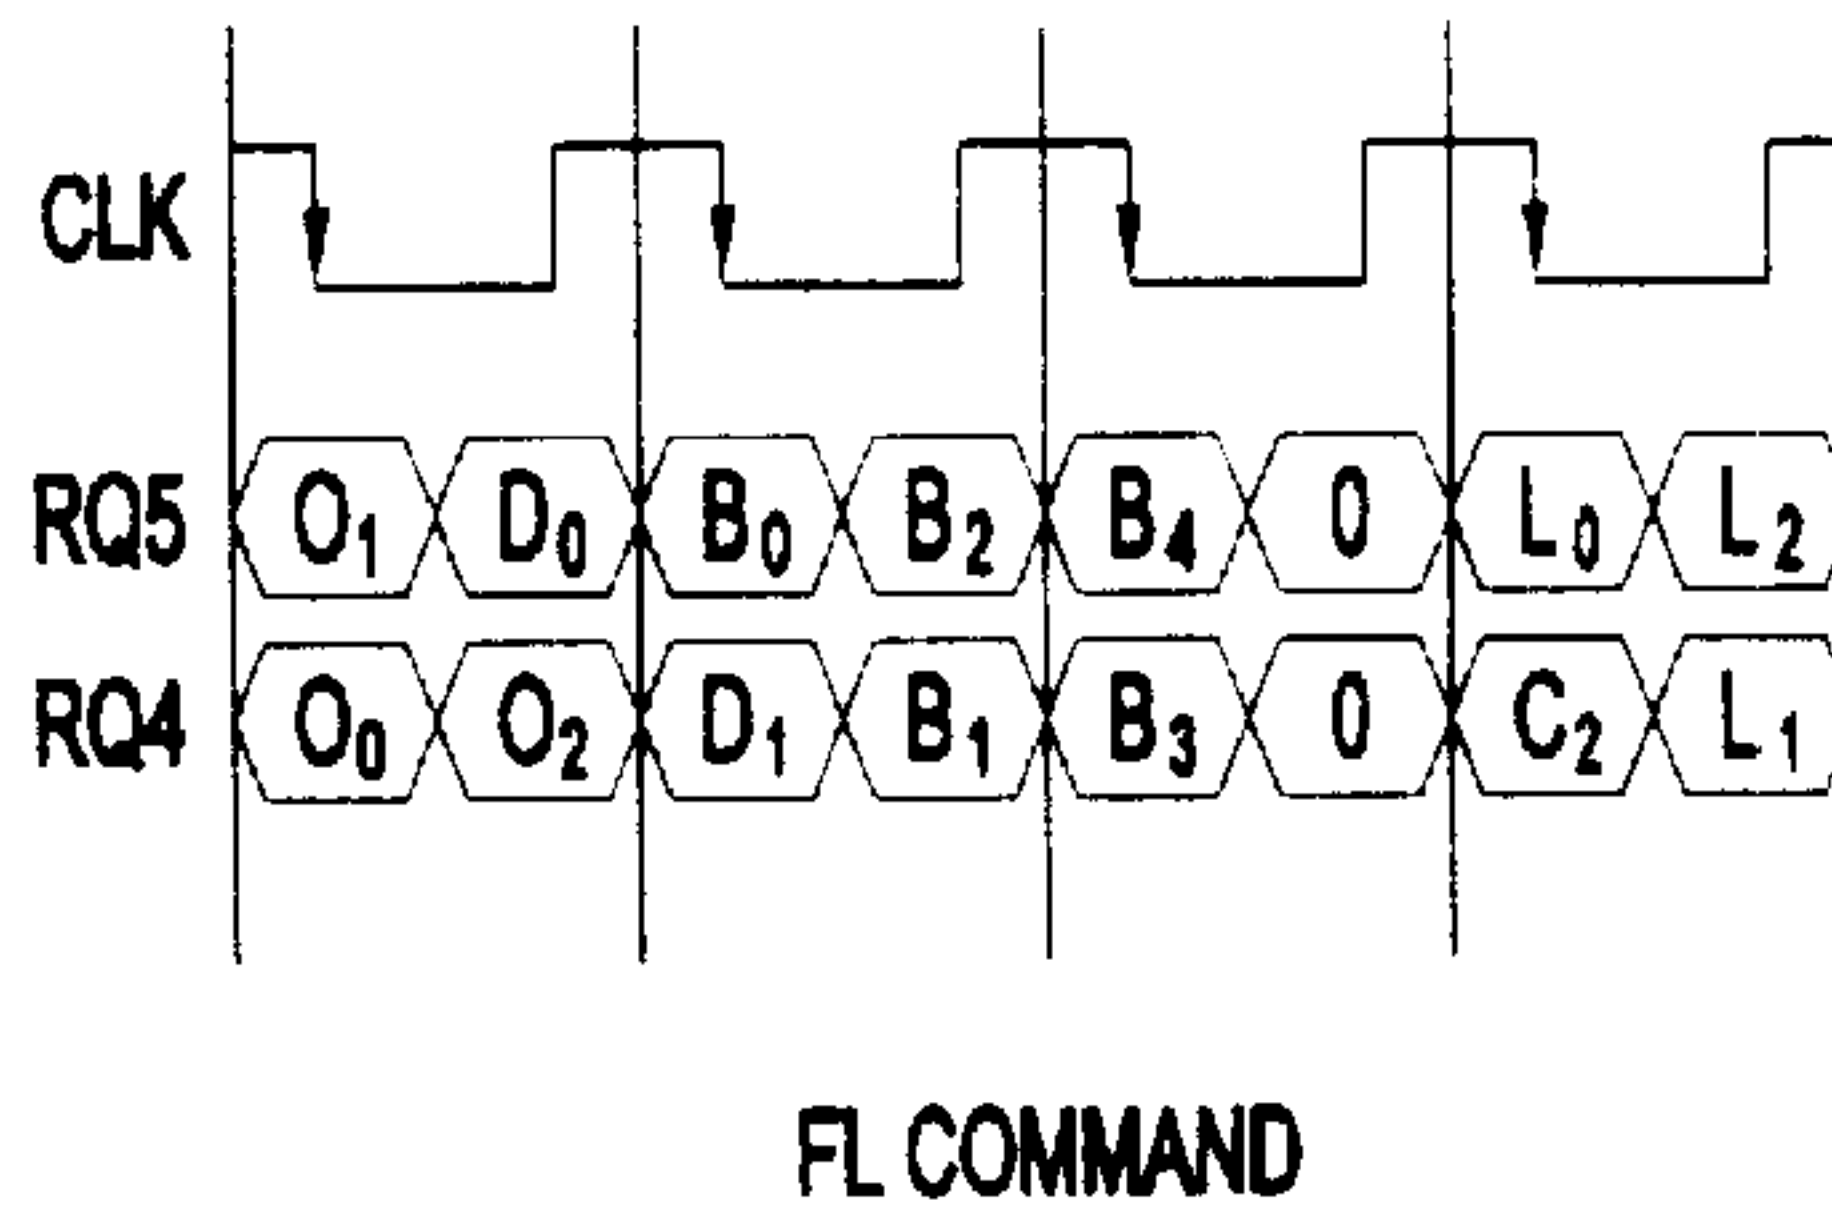 CLK
RQ5 O1 D0 B0 B2 B4 0 L0 L2
RQ4 O0 O2 D1 B1 B3 0 C2 L1
FL COMMAND